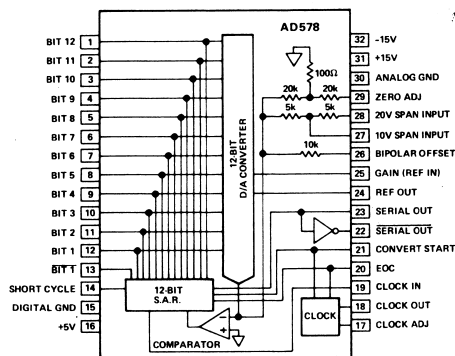 AD578
BIT 12 1
BIT 11 2
BIT 10 3
BIT 9 4
BIT 8 5
BIT 7 6
BIT 6 7
BIT 5 8
BIT 4 9
BIT 3 10
BIT 2 11
BIT 1 12
BIT 1 13
SHORT CYCLE 14
DIGITAL GND 15
+5V 16
12-BIT
D/A CONVERTER
12-BIT
S.A.R.
COMPARATOR
−
+
100Ω
20k 20k
5k 5k
10k
CLOCK
32 -15V
31 +15V
30 ANALOG GND
29 ZERO ADJ
28 20V SPAN INPUT
27 10V SPAN INPUT
26 BIPOLAR OFFSET
25 GAIN (REF IN)
24 REF OUT
23 SERIAL OUT
22 SERIAL OUT
21 CONVERT START
20 EOC
19 CLOCK IN
18 CLOCK OUT
17 CLOCK ADJ